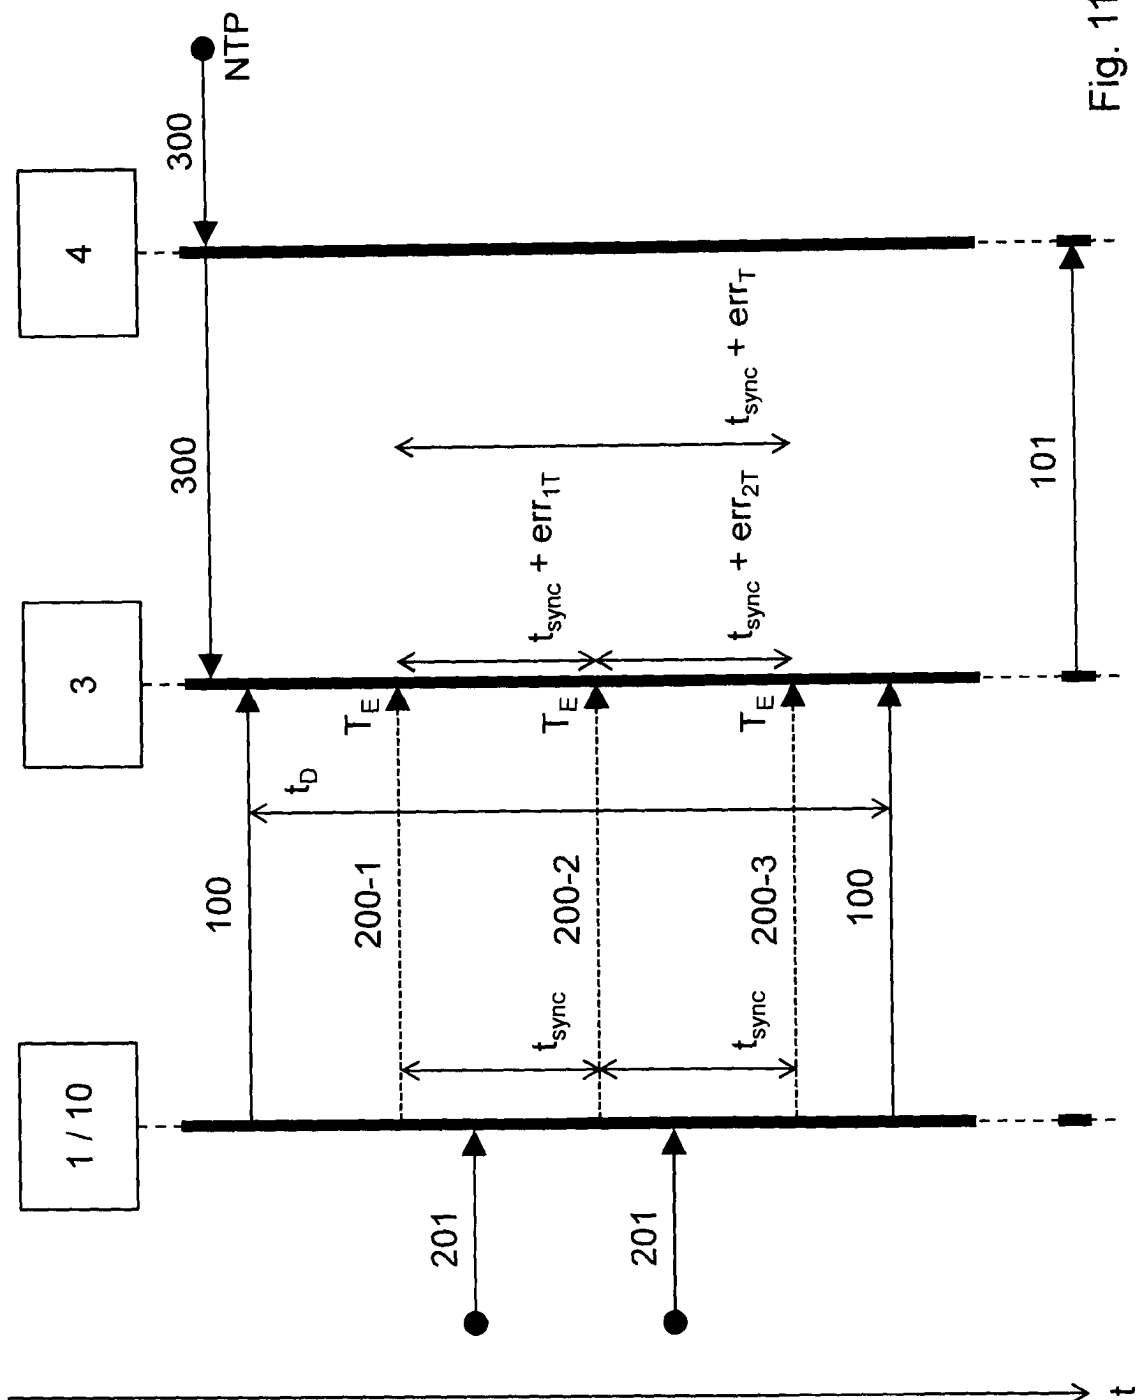 1 / 10
3
4
300
300
100
NTP
t_D
200-1
T_E
201
t_sync
t_sync + err_1T
200-2
T_E
201
t_sync
t_sync + err_2T
t_sync + err_T
200-3
T_E
100
101
t
Fig. 11